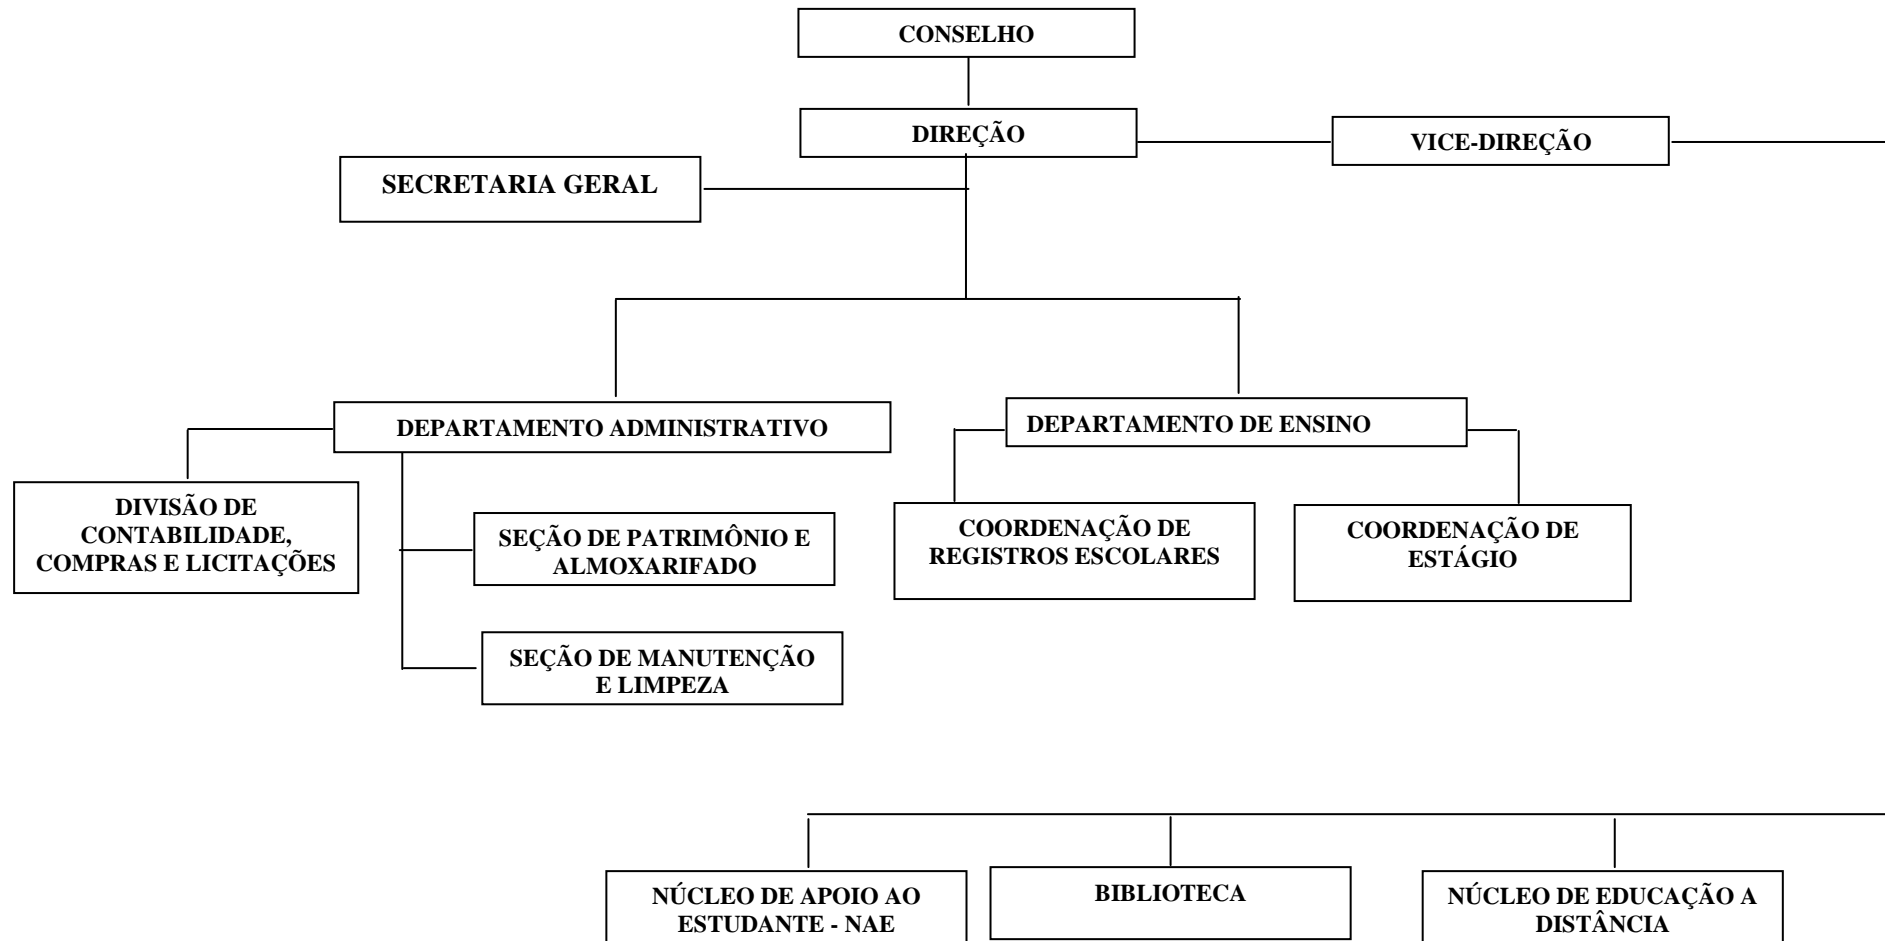 CONSELHO
DIREÇÃO
VICE-DIREÇÃO
SECRETARIA GERAL
DEPARTAMENTO ADMINISTRATIVO
DEPARTAMENTO DE ENSINO
DIVISÃO DE
CONTABILIDADE,
COMPRAS E LICITAÇÕES
SEÇÃO DE PATRIMÔNIO E
ALMOXARIFADO
COORDENAÇÃO DE
REGISTROS ESCOLARES
COORDENAÇÃO DE
ESTÁGIO
SEÇÃO DE MANUTENÇÃO
E LIMPEZA
NÚCLEO DE APOIO AO
ESTUDANTE - NAE
BIBLIOTECA
NÚCLEO DE EDUCAÇÃO A
DISTÂNCIA